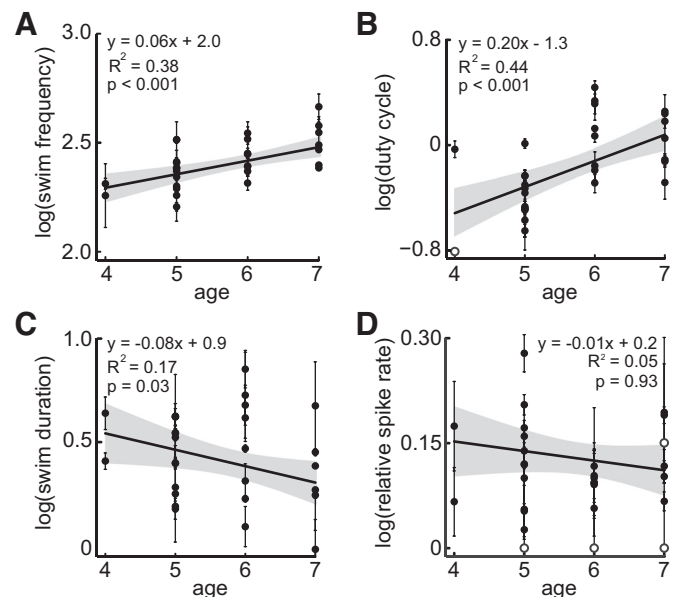 A
log(swim frequency)
3.0
2.5
2.0
y = 0.06x + 2.0
R² = 0.38
p < 0.001
4 5 6 7
age
B
log(duty cycle)
0.8
0
−0.8
y = 0.20x - 1.3
R² = 0.44
p < 0.001
4 5 6 7
age
C
log(swim duration)
1.0
0.5
0
y = -0.08x + 0.9
R² = 0.17
p = 0.03
4 5 6 7
age
D
log(relative spike rate)
0.30
0.15
0
y = -0.01x + 0.2
R² = 0.05
p = 0.93
4 5 6 7
age